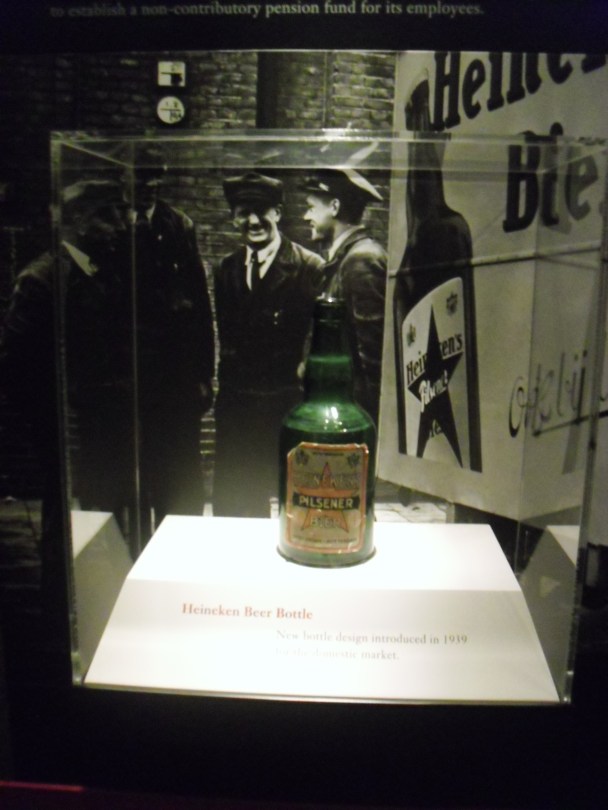 to establish a non-contributory pension fund for its employees.
Bie
Heineken's
PILSENER
Bier
Heineken Beer Bottle
New bottle design introduced in 1939
for the domestic market.